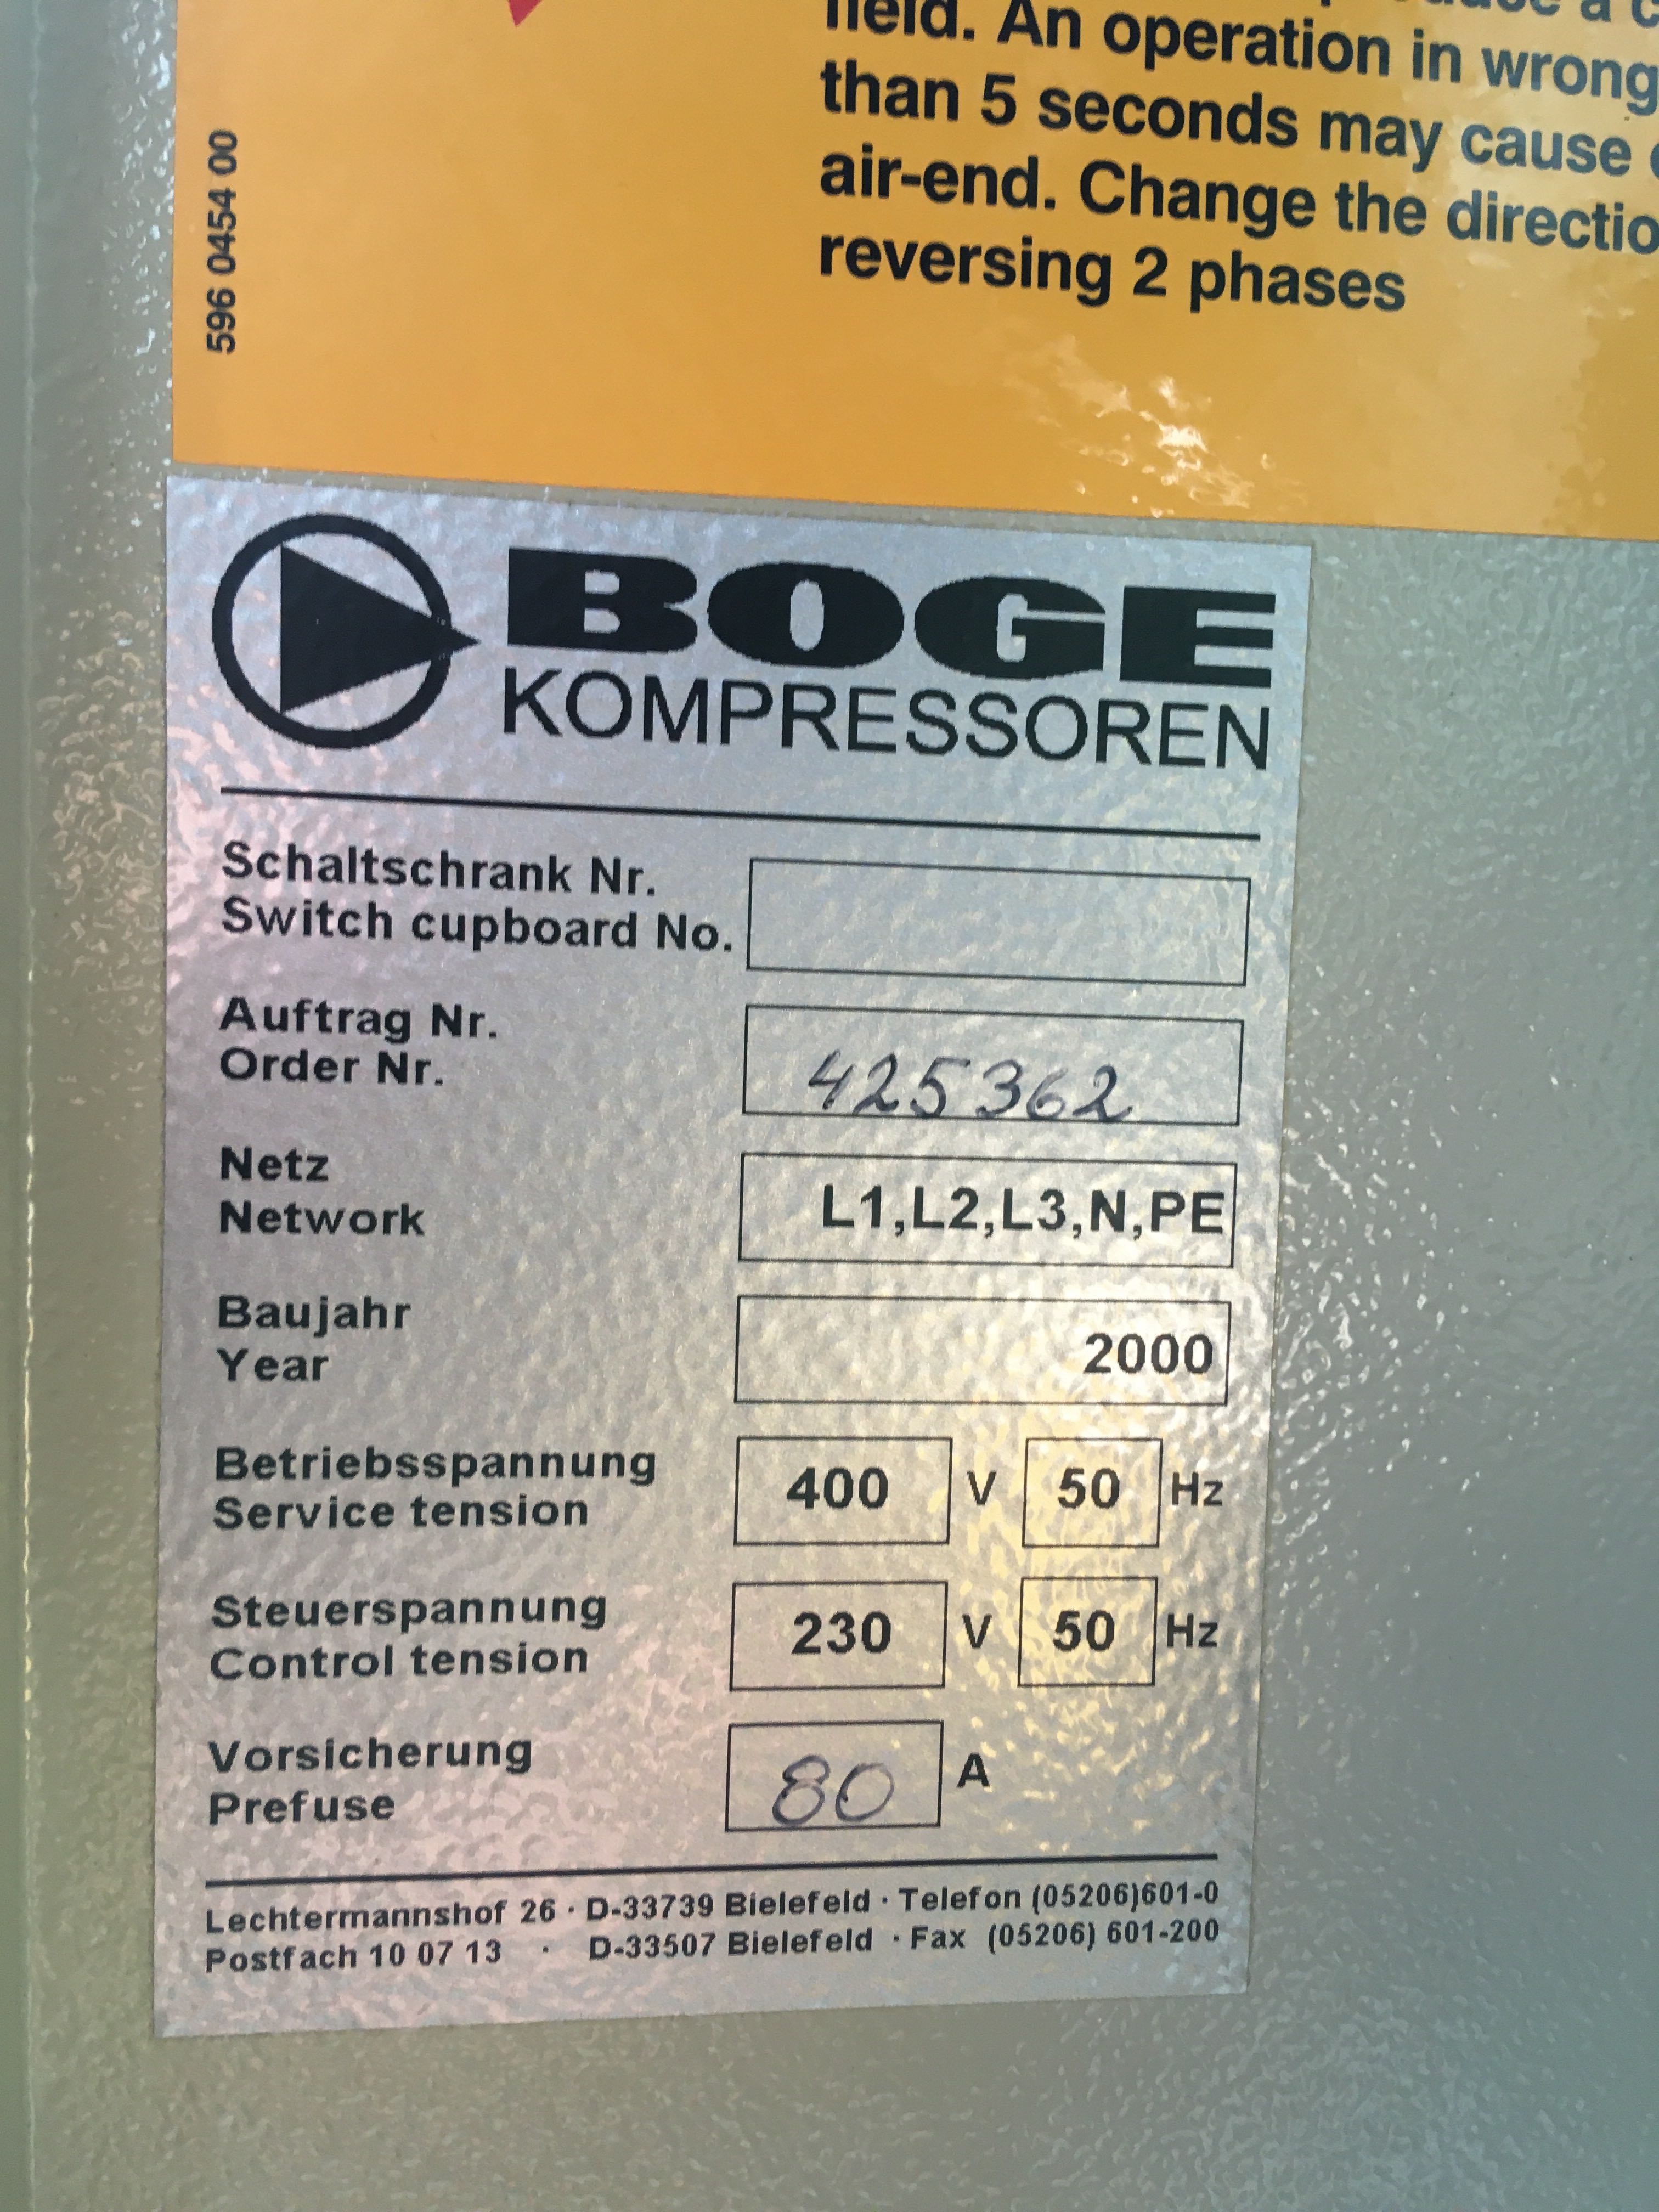 field. An operation in wrong
than 5 seconds may cause
air-end. Change the directio
reversing 2 phases
596 0454 00
BOGE
KOMPRESSOREN
Schaltschrank Nr.
Switch cupboard No.
Auftrag Nr.
Order Nr.
425362
Netz
Network
L1,L2,L3,N,PE
Baujahr
Year
2000
Betriebsspannung
Service tension
400 V 50 Hz
Steuerspannung
Control tension
230 V 50 Hz
Vorsicherung
Prefuse
80 A
Lechtermannshof 26 · D-33739 Bielefeld · Telefon (05206)601-0
Postfach 10 07 13 · D-33507 Bielefeld · Fax (05206) 601-200